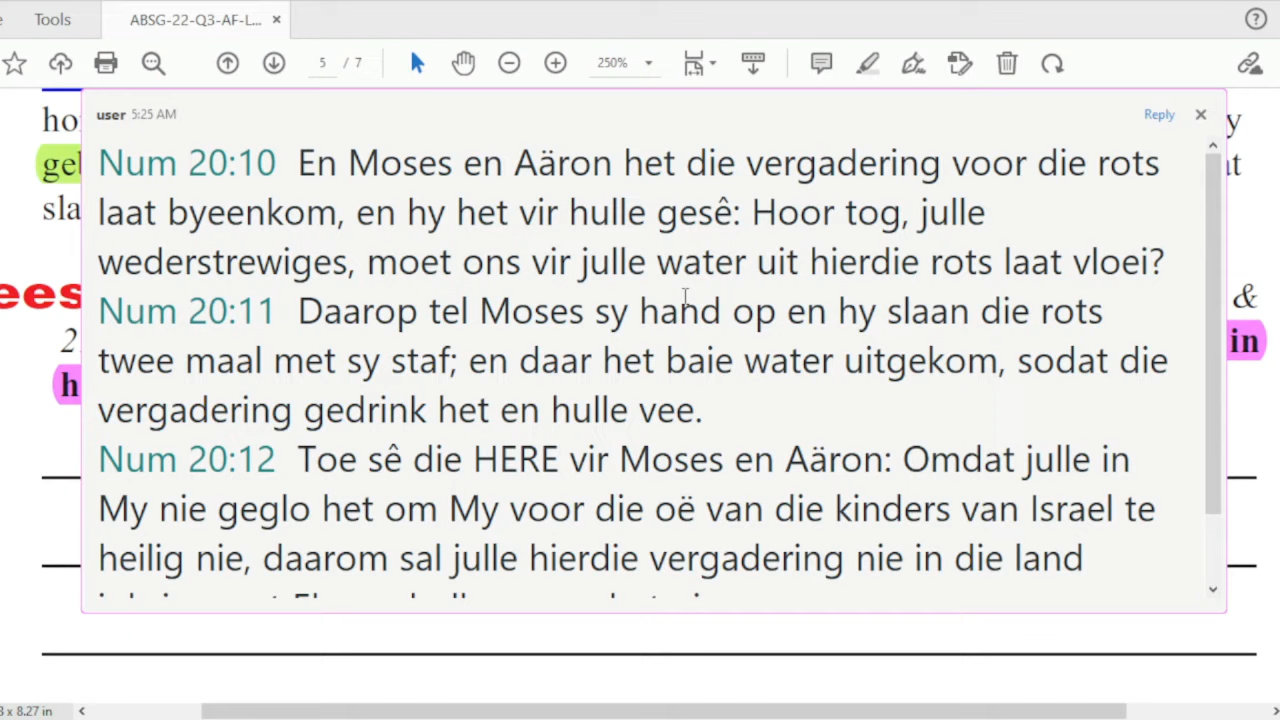 Tools
ABSG-22-Q3-AF-L...
5 / 7
250%
user 5:25 AM
Reply
Num 20:10 En Moses en Aäron het die vergadering voor die rots
laat byeenkom, en hy het vir hulle gesê: Hoor tog, julle
wederstrewiges, moet ons vir julle water uit hierdie rots laat vloei?
Num 20:11 Daarop tel Moses sy hand op en hy slaan die rots
twee maal met sy staf; en daar het baie water uitgekom, sodat die
vergadering gedrink het en hulle vee.
Num 20:12 Toe sê die HERE vir Moses en Aäron: Omdat julle in
My nie geglo het om My voor die oë van die kinders van Israel te
heilig nie, daarom sal julle hierdie vergadering nie in die land
&
in
x 8.27 in